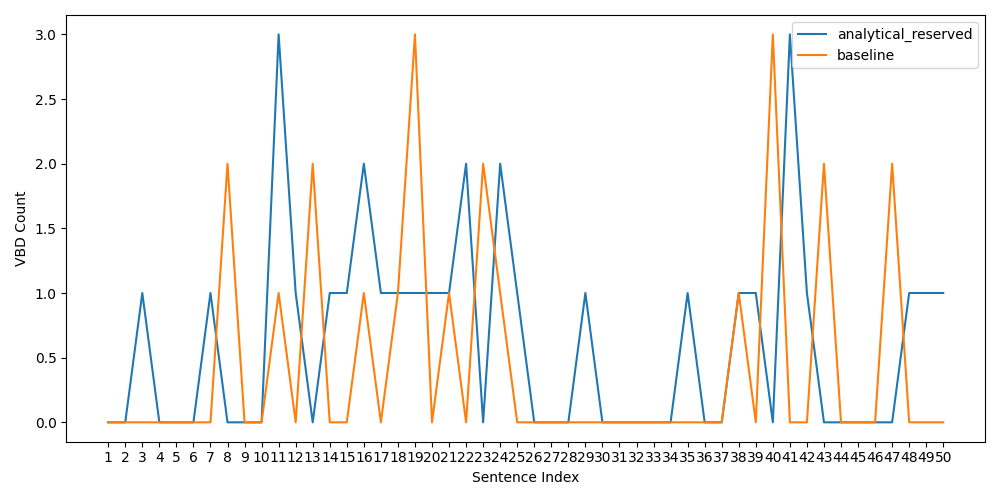 analytical_reserved
baseline
3.0
2.5
2.0
1.5
1.0
0.5
0.0
VBD Count
1 2 3 4 5 6 7 8 9 10 11 12 13 14 15 16 17 18 19 20 21 22 23 24 25 26 27 28 29 30 31 32 33 34 35 36 37 38 39 40 41 42 43 44 45 46 47 48 49 50
Sentence Index